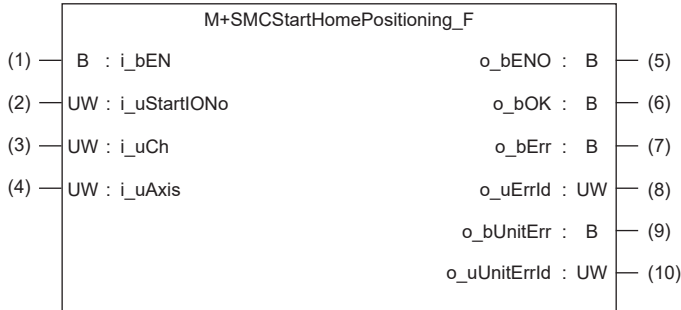 M+SMCStartHomePositioning_F
(1) B : i_bEN o_bENO : B (5)
(2) UW : i_uStartIONo o_bOK : B (6)
(3) UW : i_uCh o_bErr : B (7)
(4) UW : i_uAxis o_uErrId : UW (8)
o_bUnitErr : B (9)
o_uUnitErrId : UW (10)